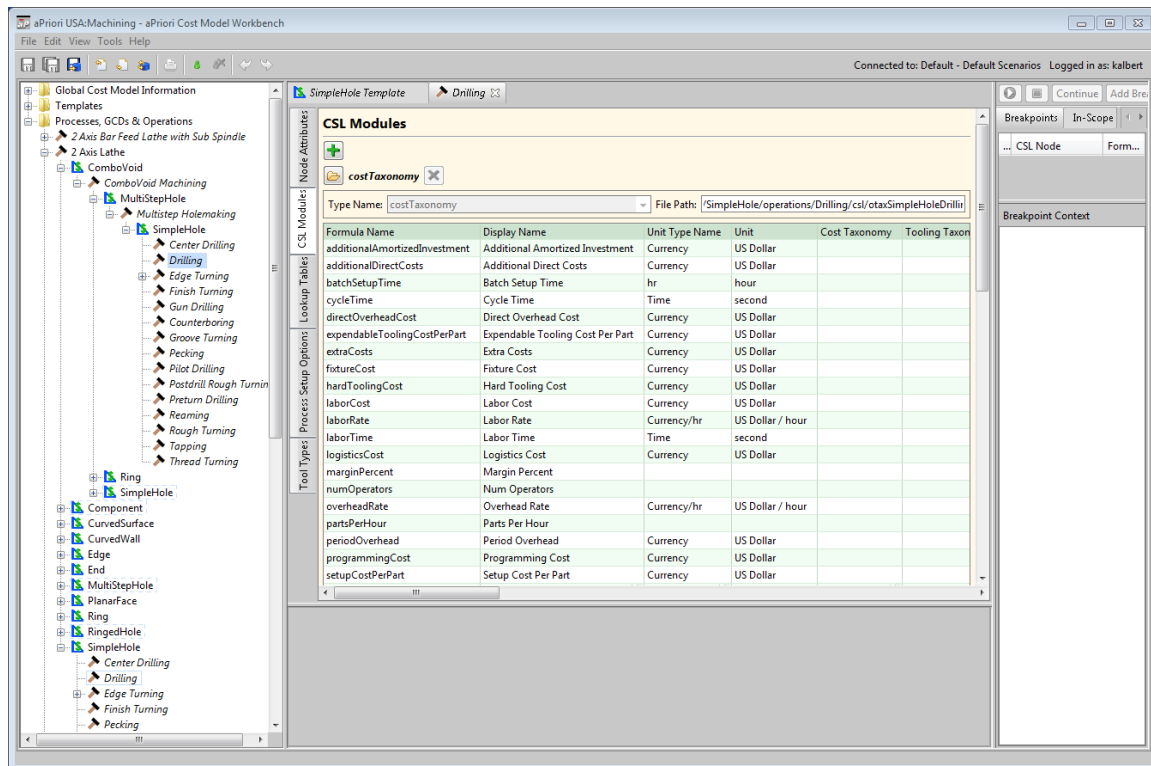 aPriori USA:Machining - aPriori Cost Model Workbench
File Edit View Tools Help
Connected to: Default - Default Scenarios Logged in as: kalbert
Global Cost Model Information
Templates
Processes, GCDs & Operations
2 Axis Bar Feed Lathe with Sub Spindle
2 Axis Lathe
ComboVoid
ComboVoid Machining
MultiStepHole
Multistep Holemaking
SimpleHole
Center Drilling
Drilling
Edge Turning
Finish Turning
Gun Drilling
Counterboring
Groove Turning
Pecking
Pilot Drilling
Postdrill Rough Turnin
Preturn Drilling
Reaming
Rough Turning
Tapping
Thread Turning
Ring
SimpleHole
Component
CurvedSurface
CurvedWall
Edge
End
MultiStepHole
PlanarFace
Ring
RingedHole
SimpleHole
Center Drilling
Drilling
Edge Turning
Finish Turning
Pecking
SimpleHole Template Drilling
Node Attributes
CSL Modules
Lookup Tables
Process Setup Options
Tool Types
CSL Modules
costTaxonomy
Type Name: costTaxonomy File Path: /SimpleHole/operations/Drilling/csl/otaxSimpleHoleDrillin
Formula Name Display Name Unit Type Name Unit Cost Taxonomy Tooling Taxon
additionalAmortizedInvestment Additional Amortized Investment Currency US Dollar
additionalDirectCosts Additional Direct Costs Currency US Dollar
batchSetupTime Batch Setup Time hr hour
cycleTime Cycle Time Time second
directOverheadCost Direct Overhead Cost Currency US Dollar
expendableToolingCostPerPart Expendable Tooling Cost Per Part Currency US Dollar
extraCosts Extra Costs Currency US Dollar
fixtureCost Fixture Cost Currency US Dollar
hardToolingCost Hard Tooling Cost Currency US Dollar
laborCost Labor Cost Currency US Dollar
laborRate Labor Rate Currency/hr US Dollar / hour
laborTime Labor Time Time second
logisticsCost Logistics Cost Currency US Dollar
marginPercent Margin Percent
numOperators Num Operators
overheadRate Overhead Rate Currency/hr US Dollar / hour
partsPerHour Parts Per Hour
periodOverhead Period Overhead Currency US Dollar
programmingCost Programming Cost Currency US Dollar
setupCostPerPart Setup Cost Per Part Currency US Dollar
Continue Add Brea
Breakpoints In-Scope
... CSL Node Form...
Breakpoint Context